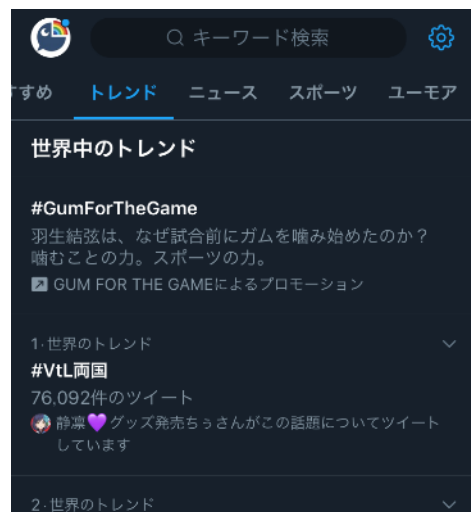 キーワード検索
すすめ トレンド ニュース スポーツ ユーモア
世界中のトレンド
#GumForTheGame
羽生結弦は、なぜ試合前にガムを噛み始めたのか？
噛むことの力。スポーツの力。
GUM FOR THE GAMEによるプロモーション
1·世界のトレンド
#VtL両国
76,092件のツイート
静凛💜グッズ発売ちぅさんがこの話題についてツイート
しています
2·世界のトレンド